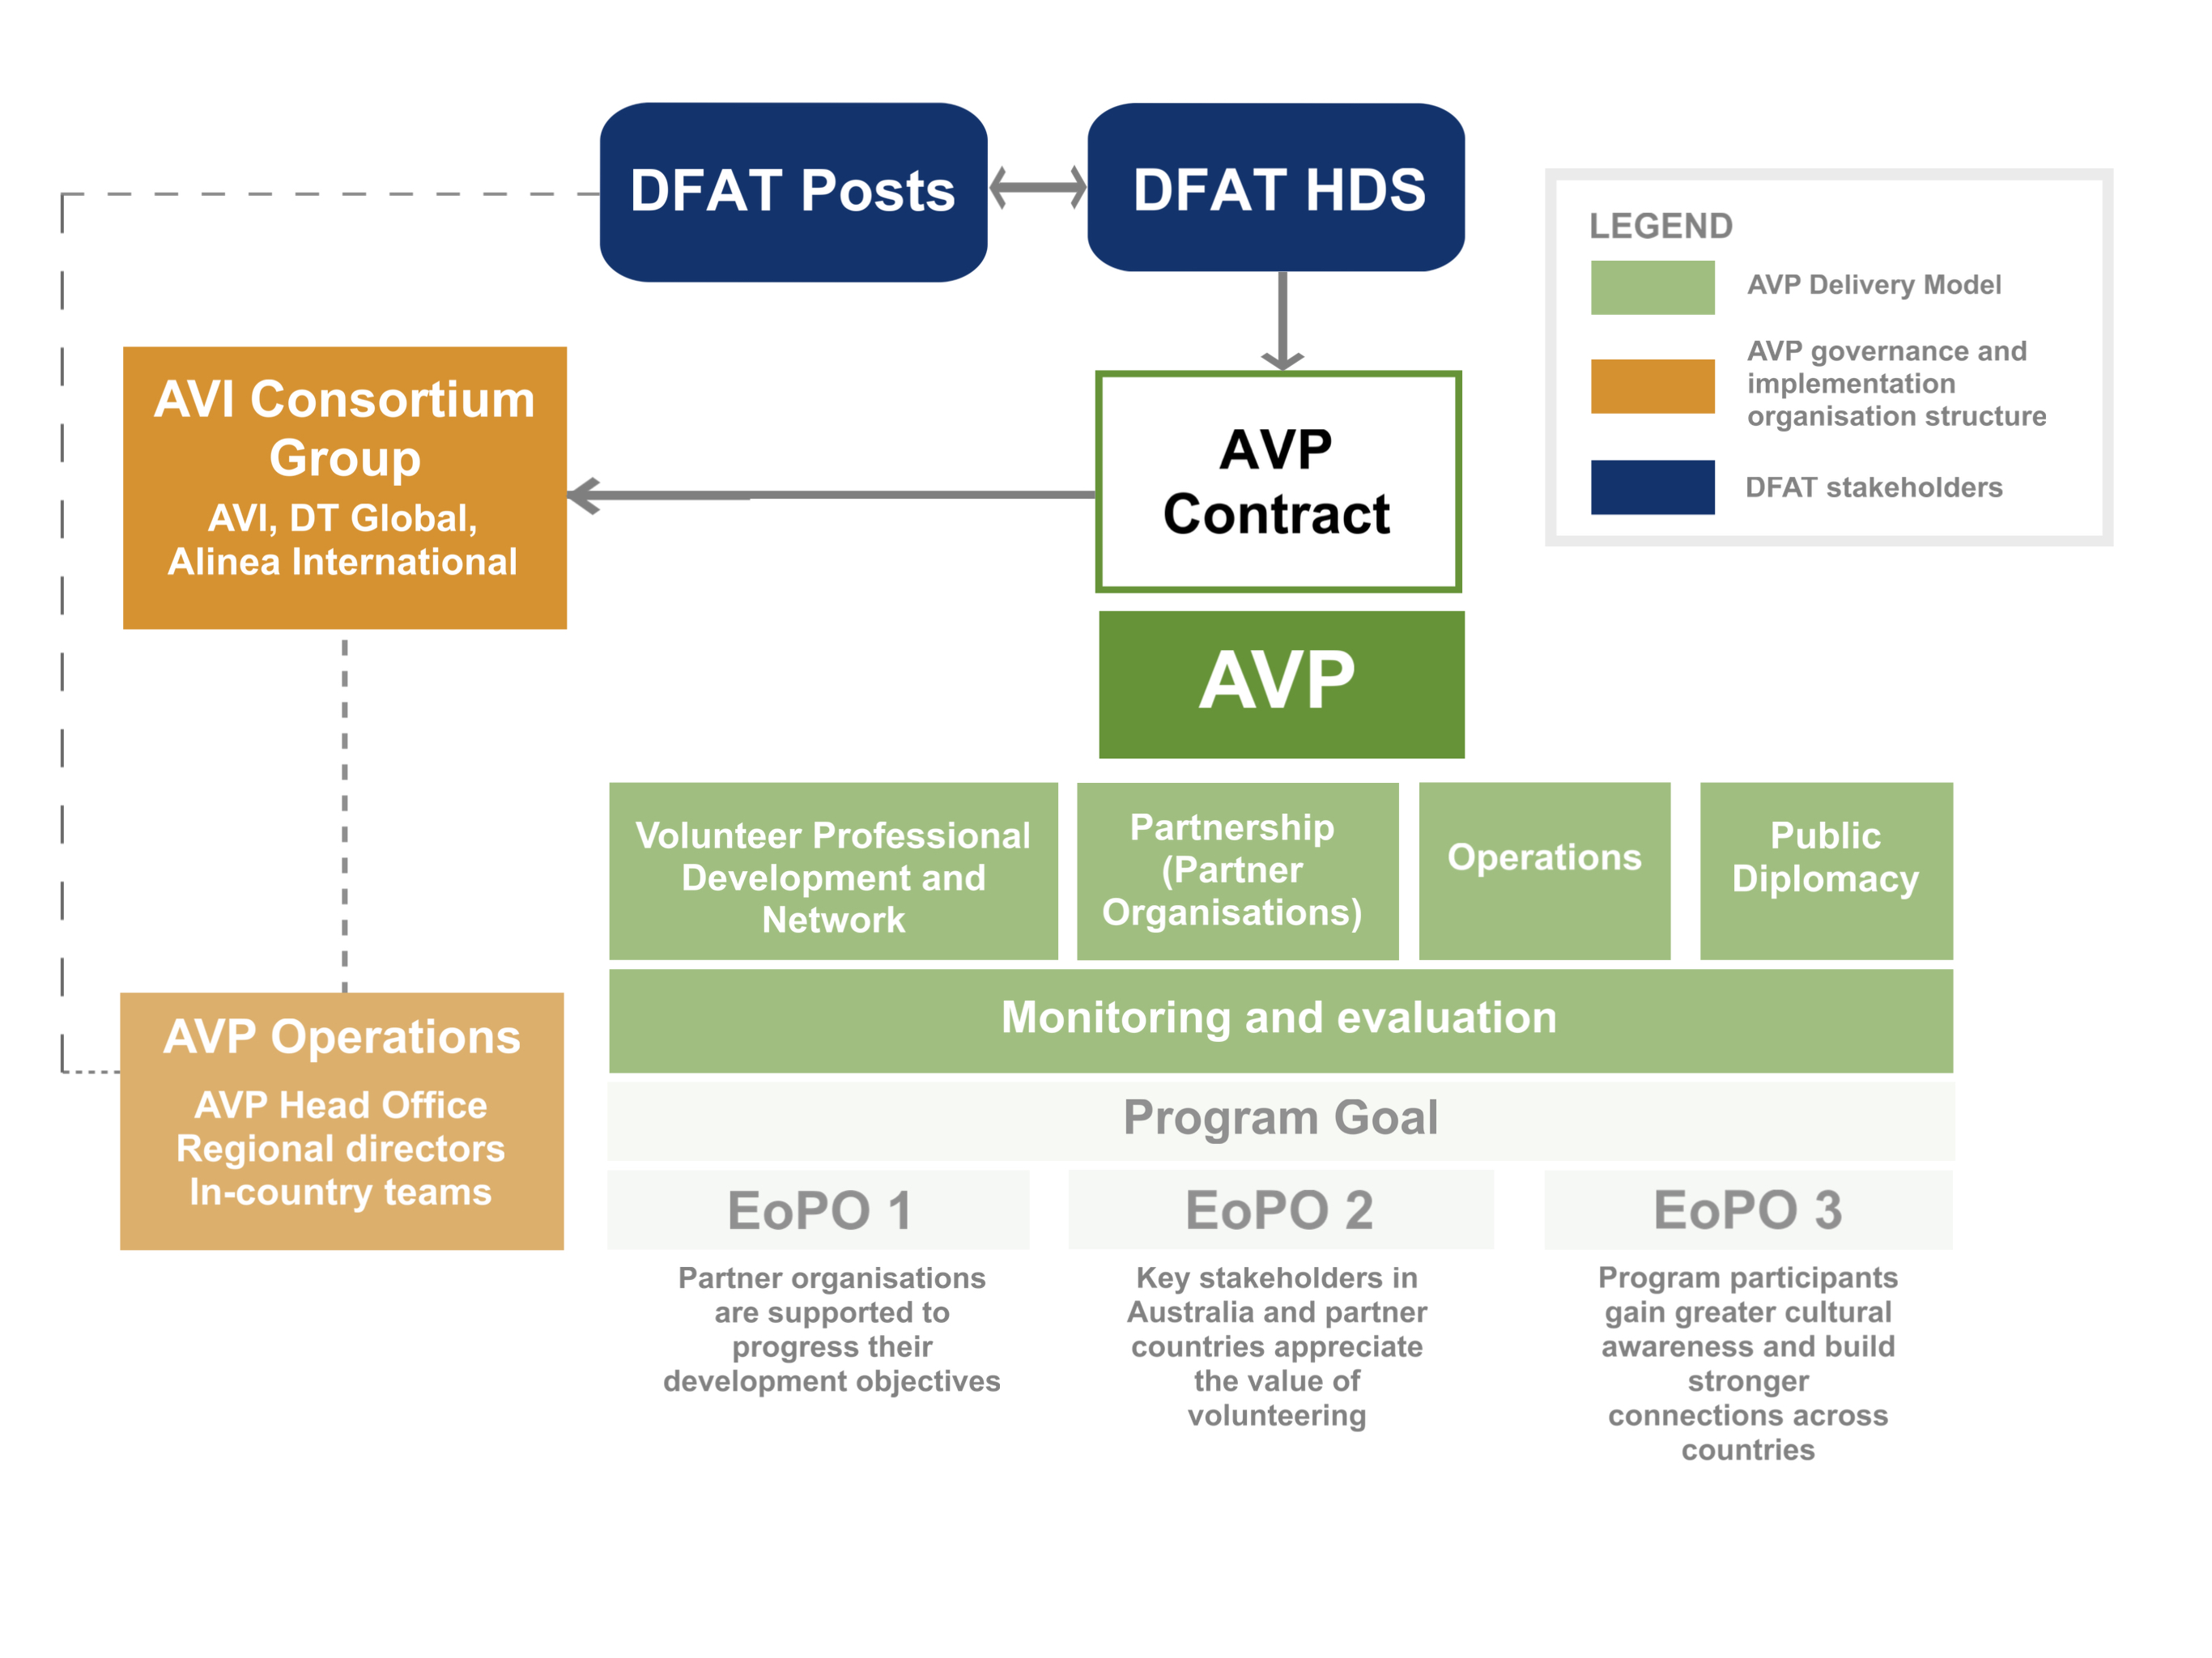 DFAT Posts
DFAT HDS
LEGEND
AVP Delivery Model
AVP governance and
implementation
organisation structure
DFAT stakeholders
AVI Consortium
Group
AVI, DT Global,
Alinea International
AVP
Contract
AVP
Volunteer Professional
Development and
Network
Partnership
(Partner
Organisations)
Operations
Public
Diplomacy
Monitoring and evaluation
AVP Operations
AVP Head Office
Regional directors
In-country teams
Program Goal
EoPO 1
Partner organisations
are supported to
progress their
development objectives
EoPO 2
Key stakeholders in
Australia and partner
countries appreciate
the value of
volunteering
EoPO 3
Program participants
gain greater cultural
awareness and build
stronger
connections across
countries